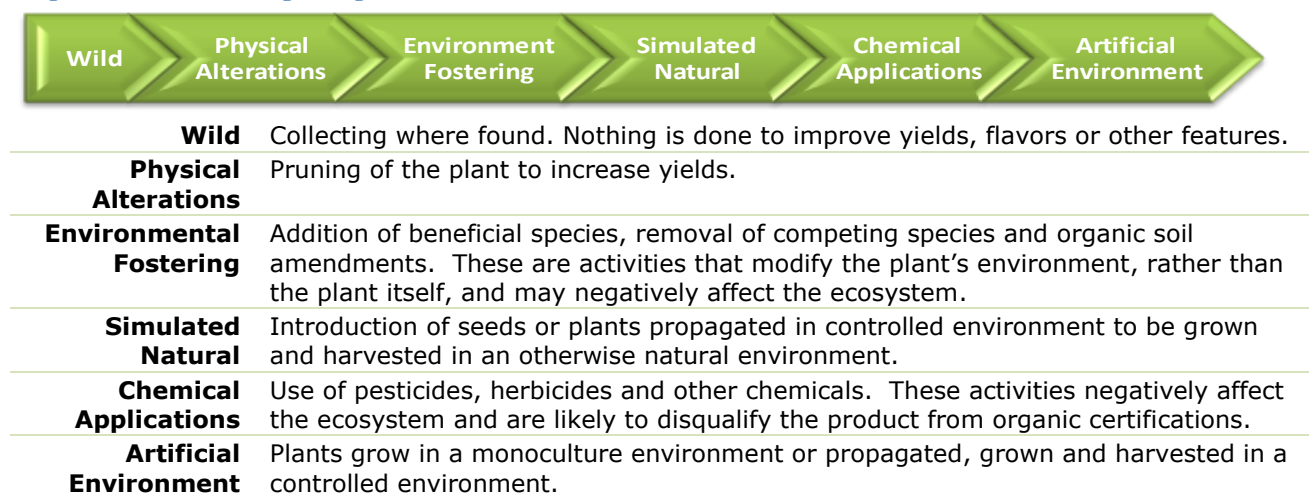 Wild
Physical
Alterations
Environment
Fostering
Simulated
Natural
Chemical
Applications
Artificial
Environment
Wild Collecting where found. Nothing is done to improve yields, flavors or other features.
Physical Pruning of the plant to increase yields.
Alterations
Environmental Addition of beneficial species, removal of competing species and organic soil
Fostering amendments. These are activities that modify the plant's environment, rather than
the plant itself, and may negatively affect the ecosystem.
Simulated Introduction of seeds or plants propagated in controlled environment to be grown
Natural and harvested in an otherwise natural environment.
Chemical Use of pesticides, herbicides and other chemicals. These activities negatively affect
Applications the ecosystem and are likely to disqualify the product from organic certifications.
Artificial Plants grow in a monoculture environment or propagated, grown and harvested in a
Environment controlled environment.